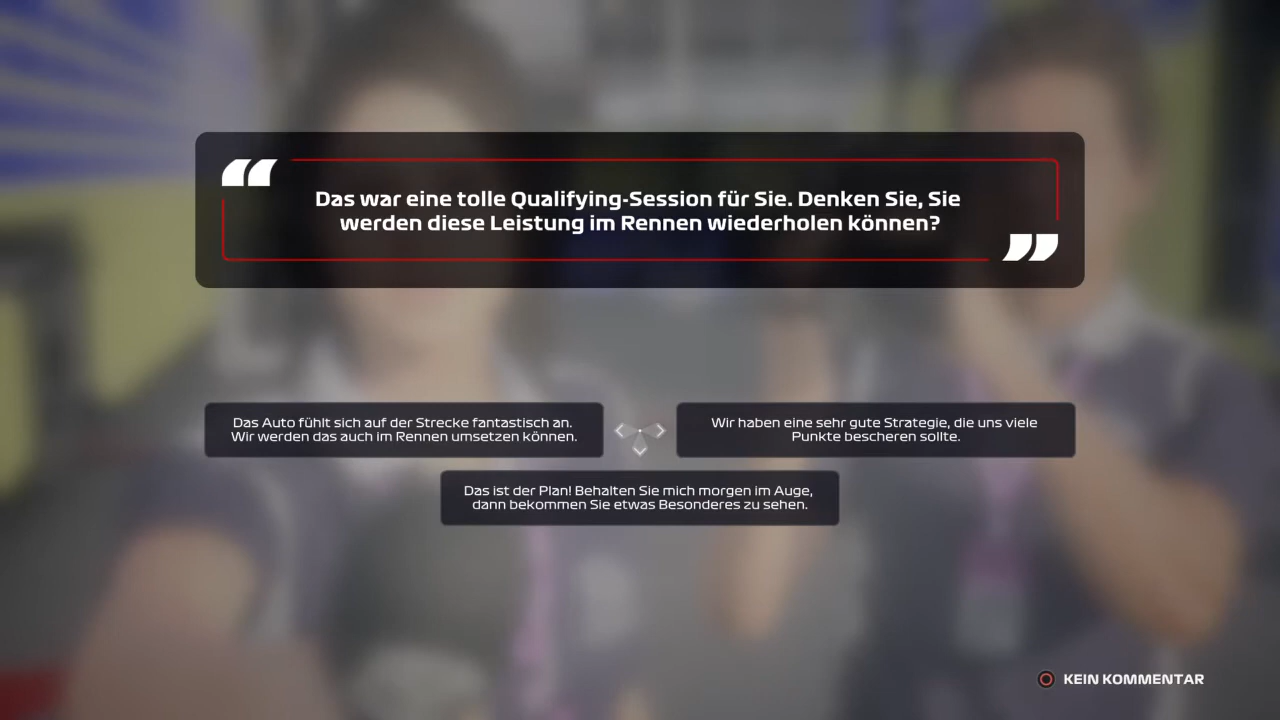 Das war eine tolle Qualifying-Session für Sie. Denken Sie, Sie
werden diese Leistung im Rennen wiederholen können?
Das Auto fühlt sich auf der Strecke fantastisch an.
Wir werden das auch im Rennen umsetzen können.
Wir haben eine sehr gute Strategie, die uns viele
Punkte bescheren sollte.
Das ist der Plan! Behalten Sie mich morgen im Auge,
dann bekommen Sie etwas Besonderes zu sehen.
KEIN KOMMENTAR